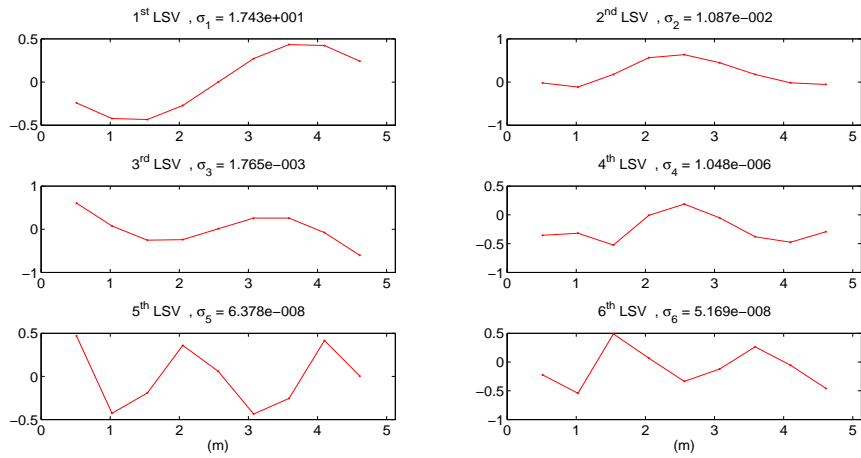 1st LSV , σ1 = 1.743e+001
0.5
0
−0.5
0 1 2 3 4 5
2nd LSV , σ2 = 1.087e−002
1
0
−1
0 1 2 3 4 5
3rd LSV , σ3 = 1.765e−003
1
0
−1
0 1 2 3 4 5
4th LSV , σ4 = 1.048e−006
0.5
0
−0.5
−1
0 1 2 3 4 5
5th LSV , σ5 = 6.378e−008
0.5
0
−0.5
0 1 2 3 4 5
(m)
6th LSV , σ6 = 5.169e−008
0.5
0
−0.5
−1
0 1 2 3 4 5
(m)